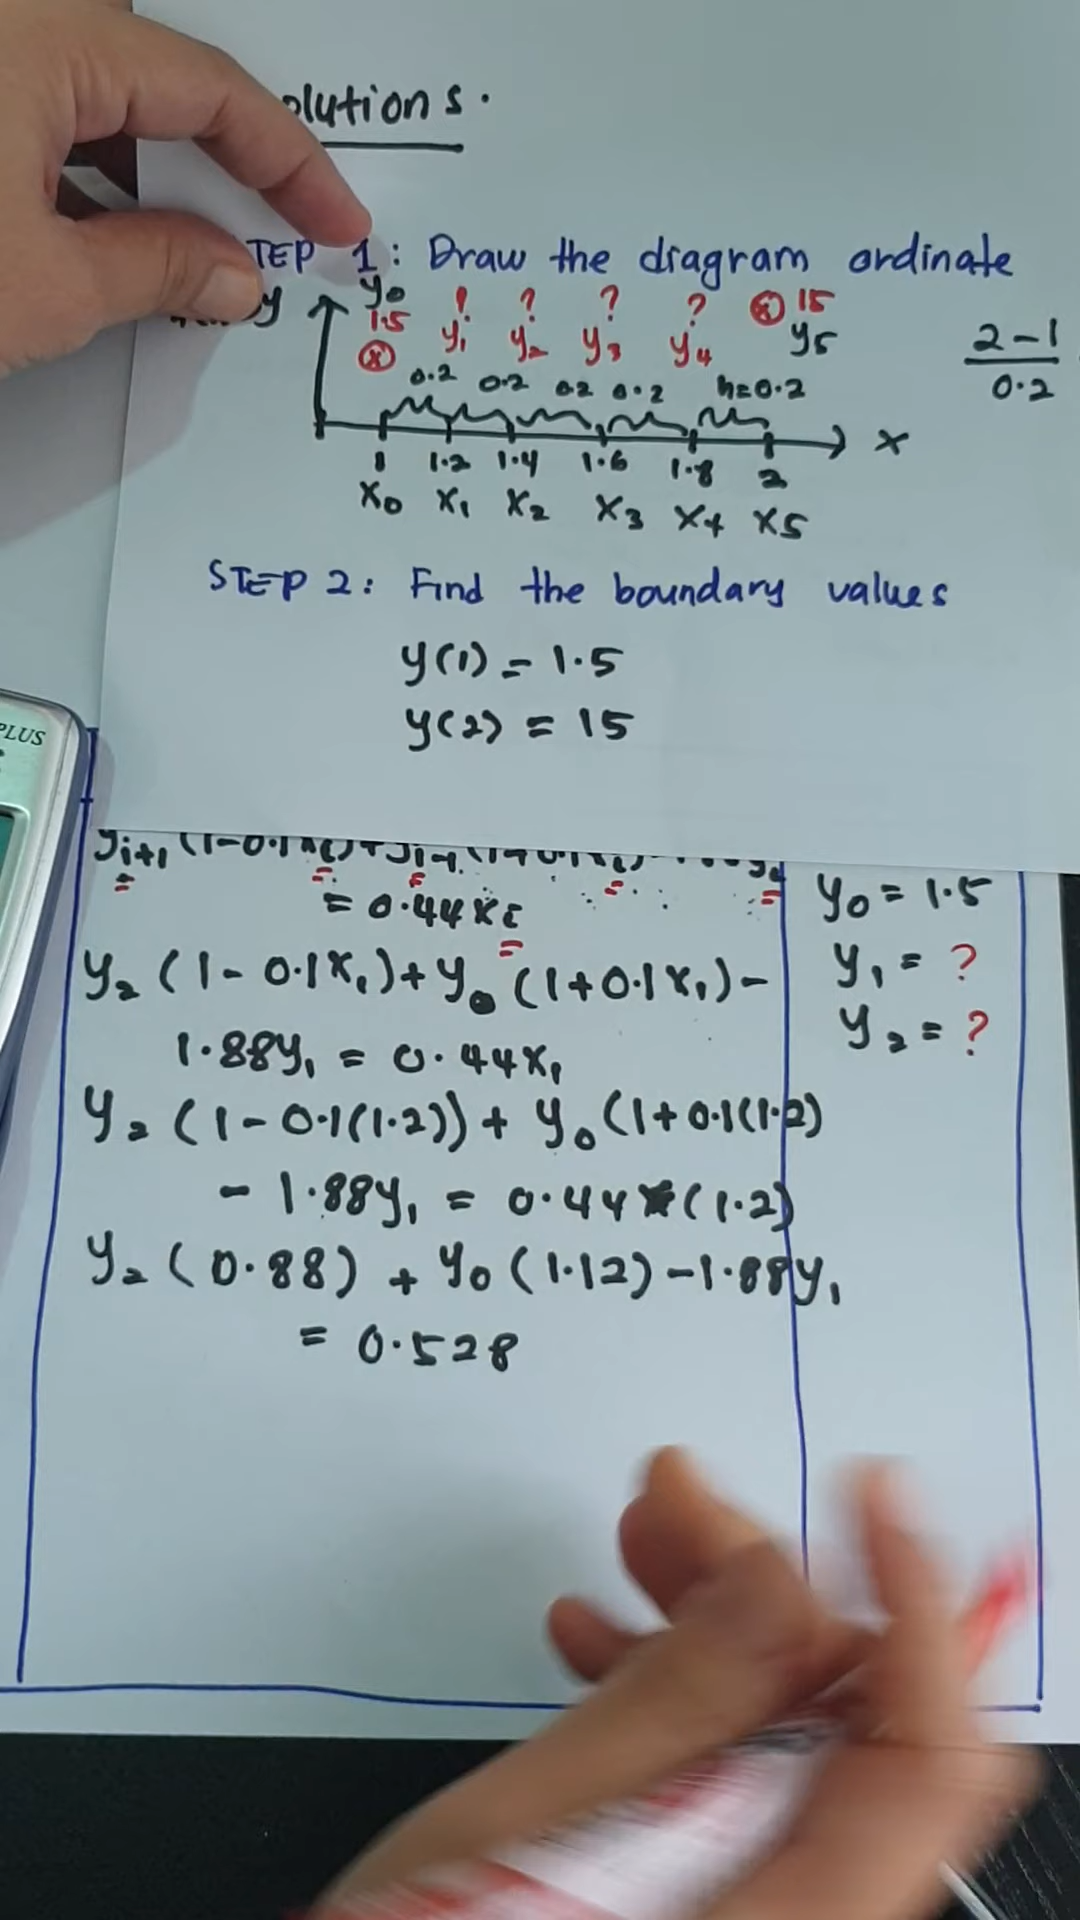 olutions.
TEP 1: Draw the diagram ordinate
y y0 ! ? ? ? ⊗ 15
1.5 y1 y2 y3 y4 y5
⊗ 0.2 0.2 0.2 0.2 h=0.2
2-1
0.2
x
1 1.2 1.4 1.6 1.8 2
x0 x1 x2 x3 x4 x5
STEP 2: Find the boundary values
y(1) = 1.5
y(2) = 15
PLUS
= 0.44xi
y2 (1 - 0.1x1) + y0 (1 + 0.1x1) -
1.88y1 = 0.44x1
y2 (1 - 0.1(1.2)) + y0 (1 + 0.1(1.2)
- 1.88y1 = 0.44 (1.2)
y2 (0.88) + y0 (1.12) - 1.88y1
= 0.528
y0 = 1.5
y1 = ?
y2 = ?